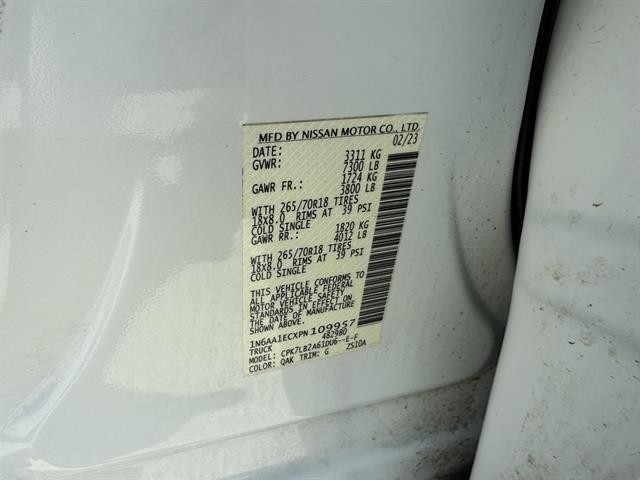 MFD BY NISSAN MOTOR CO., LTD.
DATE: 02/23
GVWR: 3311 KG
7300 LB
GAWR FR.: 1724 KG
3800 LB
WITH 265/70R18 TIRES
18x8.0 RIMS AT 39 PSI
COLD SINGLE
GAWR RR.: 1820 KG
4012 LB
WITH 265/70R18 TIRES
18x8.0 RIMS AT 39 PSI
COLD SINGLE
THIS VEHICLE CONFORMS TO
ALL APPLICABLE FEDERAL
MOTOR VEHICLE SAFETY
STANDARDS IN EFFECT ON
THE DATE OF MANUFACTURE
SHOWN ABOVE.
1N6AA1ECXPN109957
TRUCK 482980
MODEL: CPK7LB2A61DU6--E-F
COLOR: QAK TRIM: G ZS10A